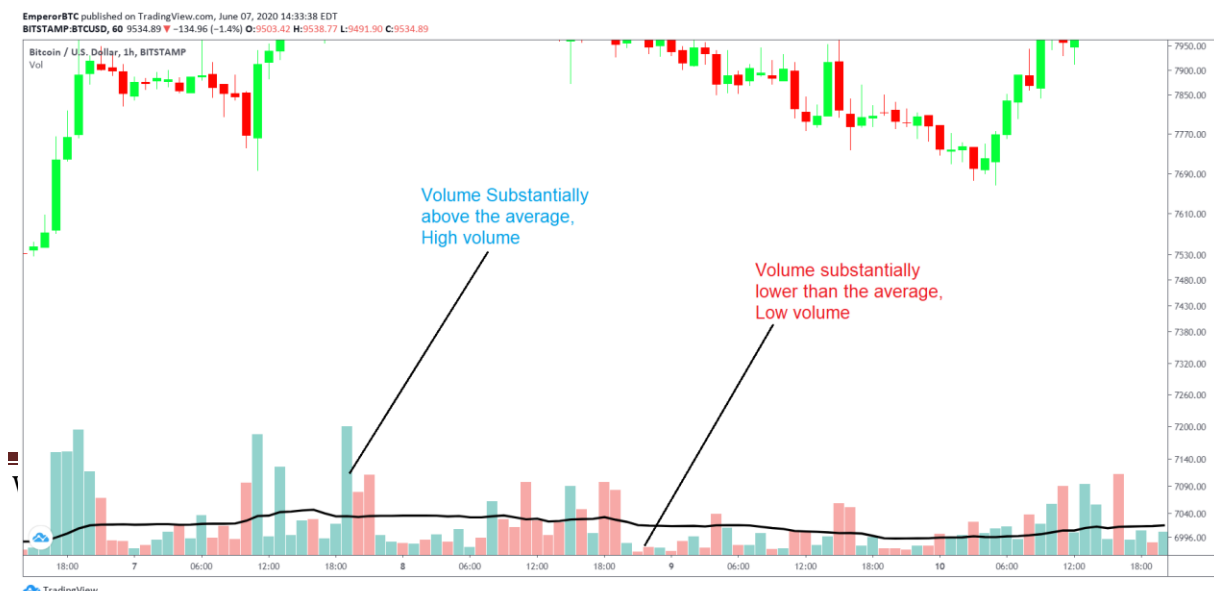 EmperorBTC published on TradingView.com, June 07, 2020 14:33:38 EDT
BITSTAMP:BTCUSD, 60 9534.89 ▼ −134.96 (−1.4%) O:9503.42 H:9538.77 L:9491.90 C:9534.89
Bitcoin / U.S. Dollar, 1h, BITSTAMP
Vol
7950.00
7900.00
7850.00
7770.00
7690.00
7610.00
7530.00
7480.00
7430.00
7380.00
7320.00
7260.00
7200.00
7140.00
7090.00
7040.00
6996.00
Volume Substantially
above the average,
High volume
Volume substantially
lower than the average,
Low volume
18:00 7 06:00 12:00 18:00 8 06:00 12:00 18:00 9 06:00 12:00 18:00 10 06:00 12:00 18:00
TradingView